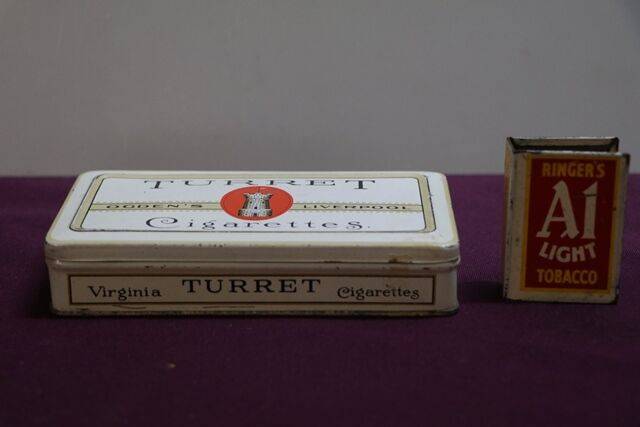 TURRET
OGDEN'S LIVERPOOL
Cigarettes.
Virginia TURRET Cigarettes
RINGER'S
A1
LIGHT
TOBACCO